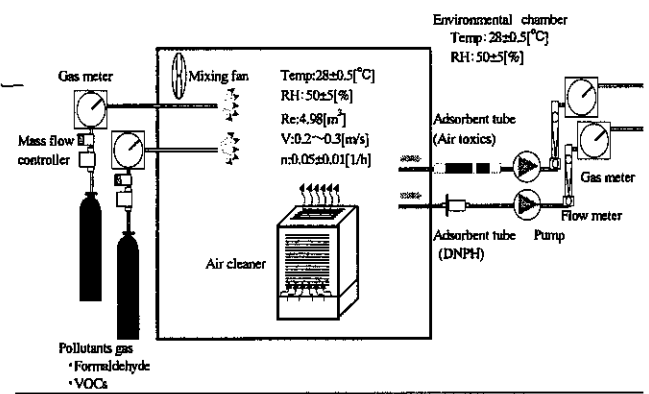 Environmental chamber
Temp: 28±0.5[°C]
RH: 50±5[%]
Gas meter
Mixing fan
Temp:28±0.5[°C]
RH: 50±5[%]
Re:4.98[m³]
V:0.2～0.3[m/s]
n:0.05±0.01[1/h]
Mass flow
controller
Adsorbent tube
(Air toxics)
Gas meter
Flow meter
Adsorbent tube
(DNPH)
Pump
Air cleaner
Pollutants gas
・Formaldehyde
・VOCs